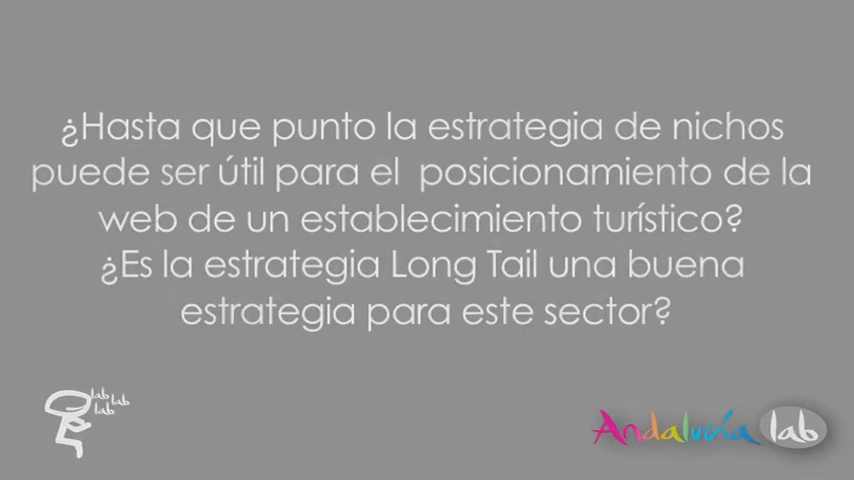 ¿Hasta que punto la estrategia de nichos
puede ser útil para el posicionamiento de la
web de un establecimiento turístico?
¿Es la estrategia Long Tail una buena
estrategia para este sector?
lab lab
lab
Andalucía lab